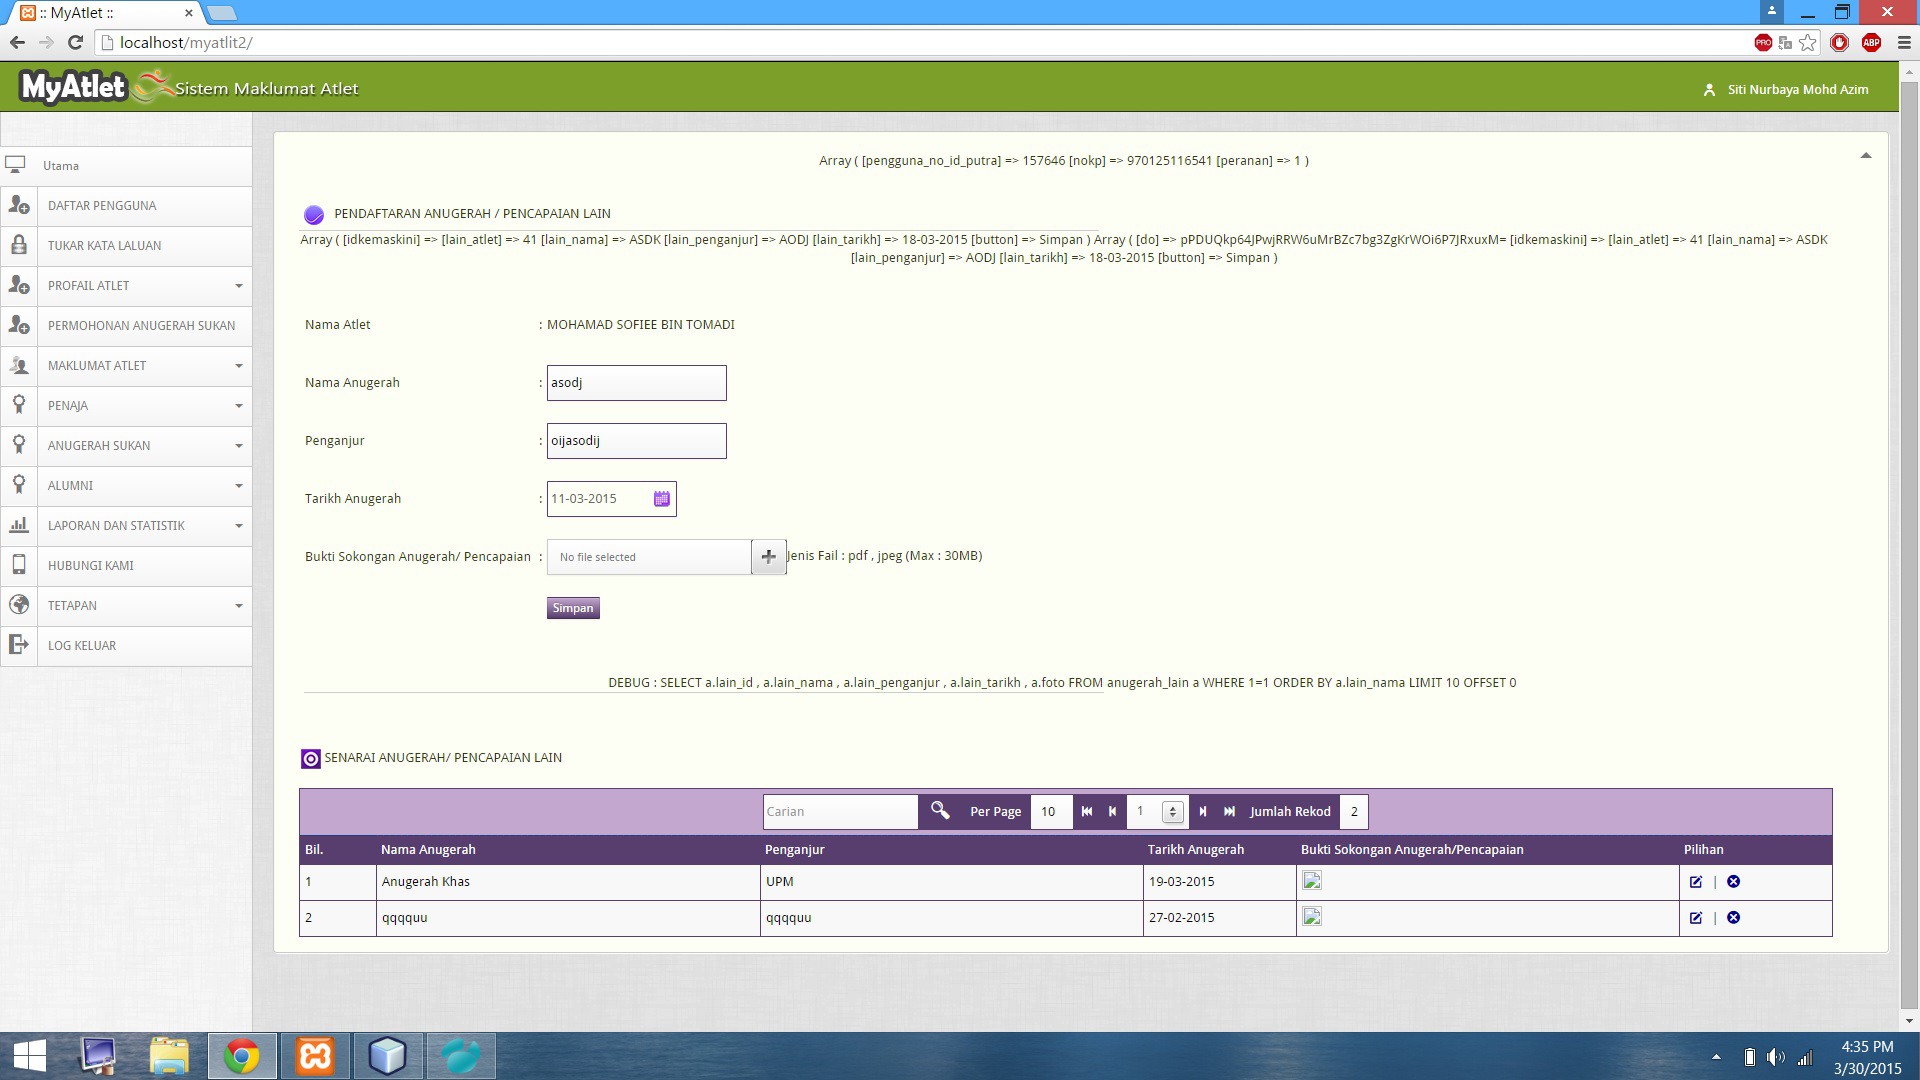 :: MyAtlet ::
localhost/myatlit2/
PRO
ABP
MyAtlet Sistem Maklumat Atlet
Siti Nurbaya Mohd Azim
Utama
DAFTAR PENGGUNA
TUKAR KATA LALUAN
PROFAIL ATLET
PERMOHONAN ANUGERAH SUKAN
MAKLUMAT ATLET
PENAJA
ANUGERAH SUKAN
ALUMNI
LAPORAN DAN STATISTIK
HUBUNGI KAMI
TETAPAN
LOG KELUAR
Array ( [pengguna_no_id_putra] => 157646 [nokp] => 970125116541 [peranan] => 1 )
PENDAFTARAN ANUGERAH / PENCAPAIAN LAIN
Array ( [idkemaskini] => [lain_atlet] => 41 [lain_nama] => ASDK [lain_penganjur] => AODJ [lain_tarikh] => 18-03-2015 [button] => Simpan ) Array ( [do] => pPDUQkp64JPwjRRW6uMrBZc7bg3ZgKrWOi6P7JRxuxM= [idkemaskini] => [lain_atlet] => 41 [lain_nama] => ASDK
[lain_penganjur] => AODJ [lain_tarikh] => 18-03-2015 [button] => Simpan )
Nama Atlet : MOHAMAD SOFIEE BIN TOMADI
Nama Anugerah : asodj
Penganjur : oijasodij
Tarikh Anugerah : 11-03-2015
Bukti Sokongan Anugerah/ Pencapaian : No file selected Jenis Fail : pdf , jpeg (Max : 30MB)
Simpan
DEBUG : SELECT a.lain_id , a.lain_nama , a.lain_penganjur , a.lain_tarikh , a.foto FROM anugerah_lain a WHERE 1=1 ORDER BY a.lain_nama LIMIT 10 OFFSET 0
SENARAI ANUGERAH/ PENCAPAIAN LAIN
Carian Per Page 10 1 Jumlah Rekod 2
Bil. Nama Anugerah Penganjur Tarikh Anugerah Bukti Sokongan Anugerah/Pencapaian Pilihan
1 Anugerah Khas UPM 19-03-2015 |
2 qqqquu qqqquu 27-02-2015 |
4:35 PM
3/30/2015